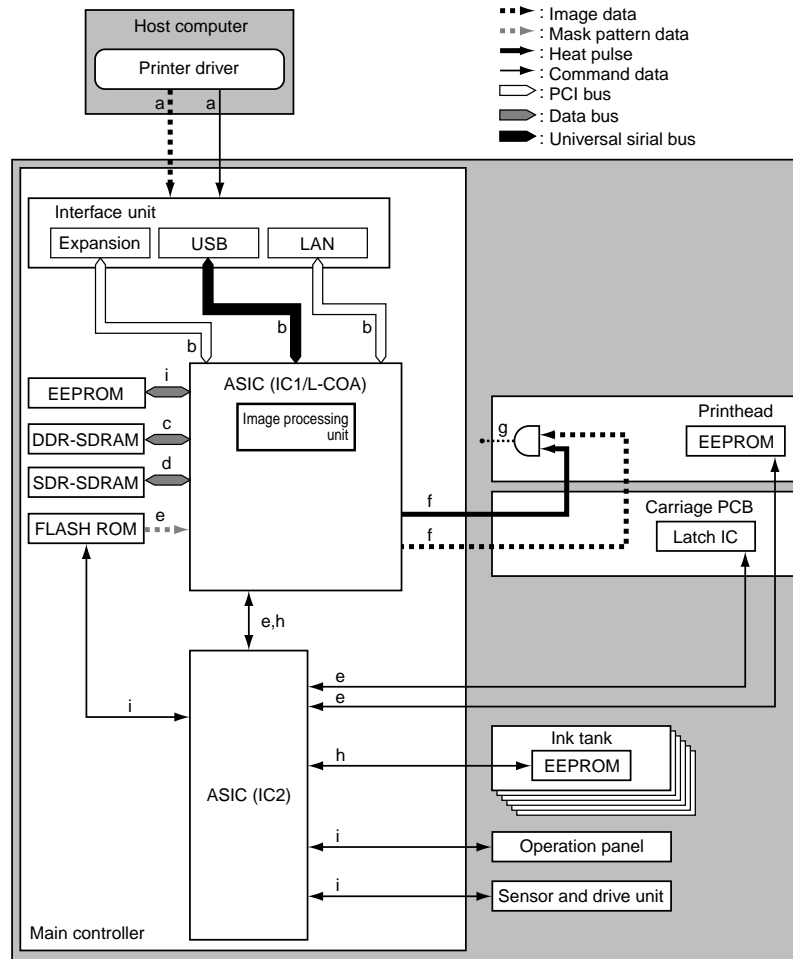 Host computer
Printer driver
a
a
: Image data
: Mask pattern data
: Heat pulse
: Command data
: PCI bus
: Data bus
: Universal sirial bus
Interface unit
Expansion
USB
LAN
b
b
b
ASIC (IC1/L-COA)
Image processing
unit
EEPROM
i
DDR-SDRAM
c
SDR-SDRAM
d
FLASH ROM
e
Printhead
EEPROM
g
Carriage PCB
Latch IC
f
f
e,h
i
ASIC (IC2)
e
e
Ink tank
EEPROM
h
i
Operation panel
i
Sensor and drive unit
Main controller